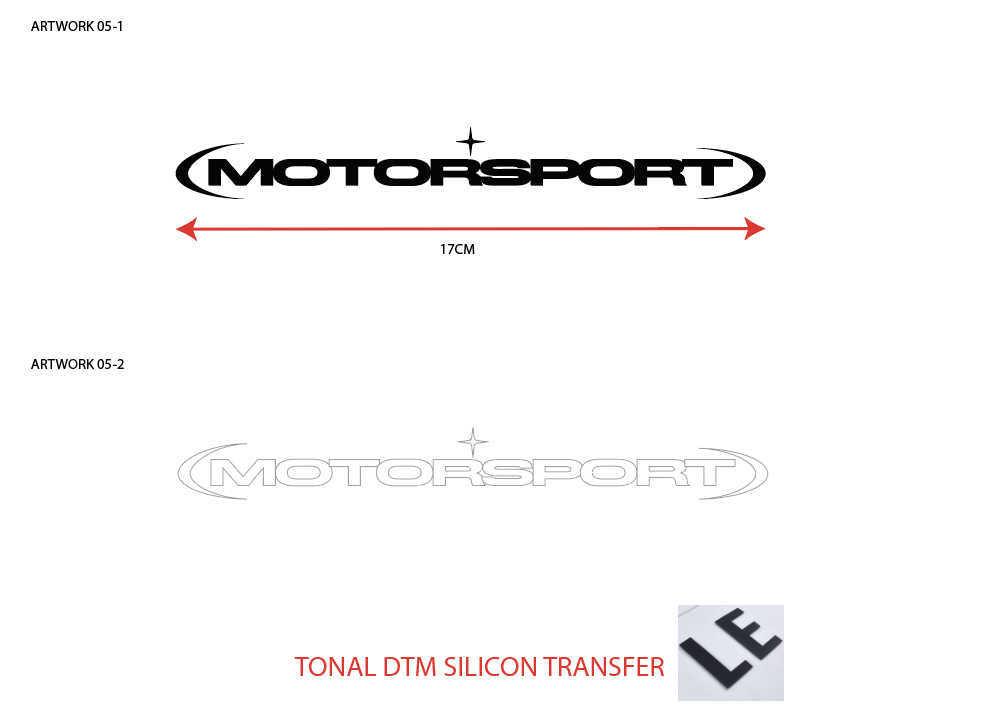 ARTWORK 05-1
MOTORSPORT
17CM
ARTWORK 05-2
MOTORSPORT
TONAL DTM SILICON TRANSFER
LE